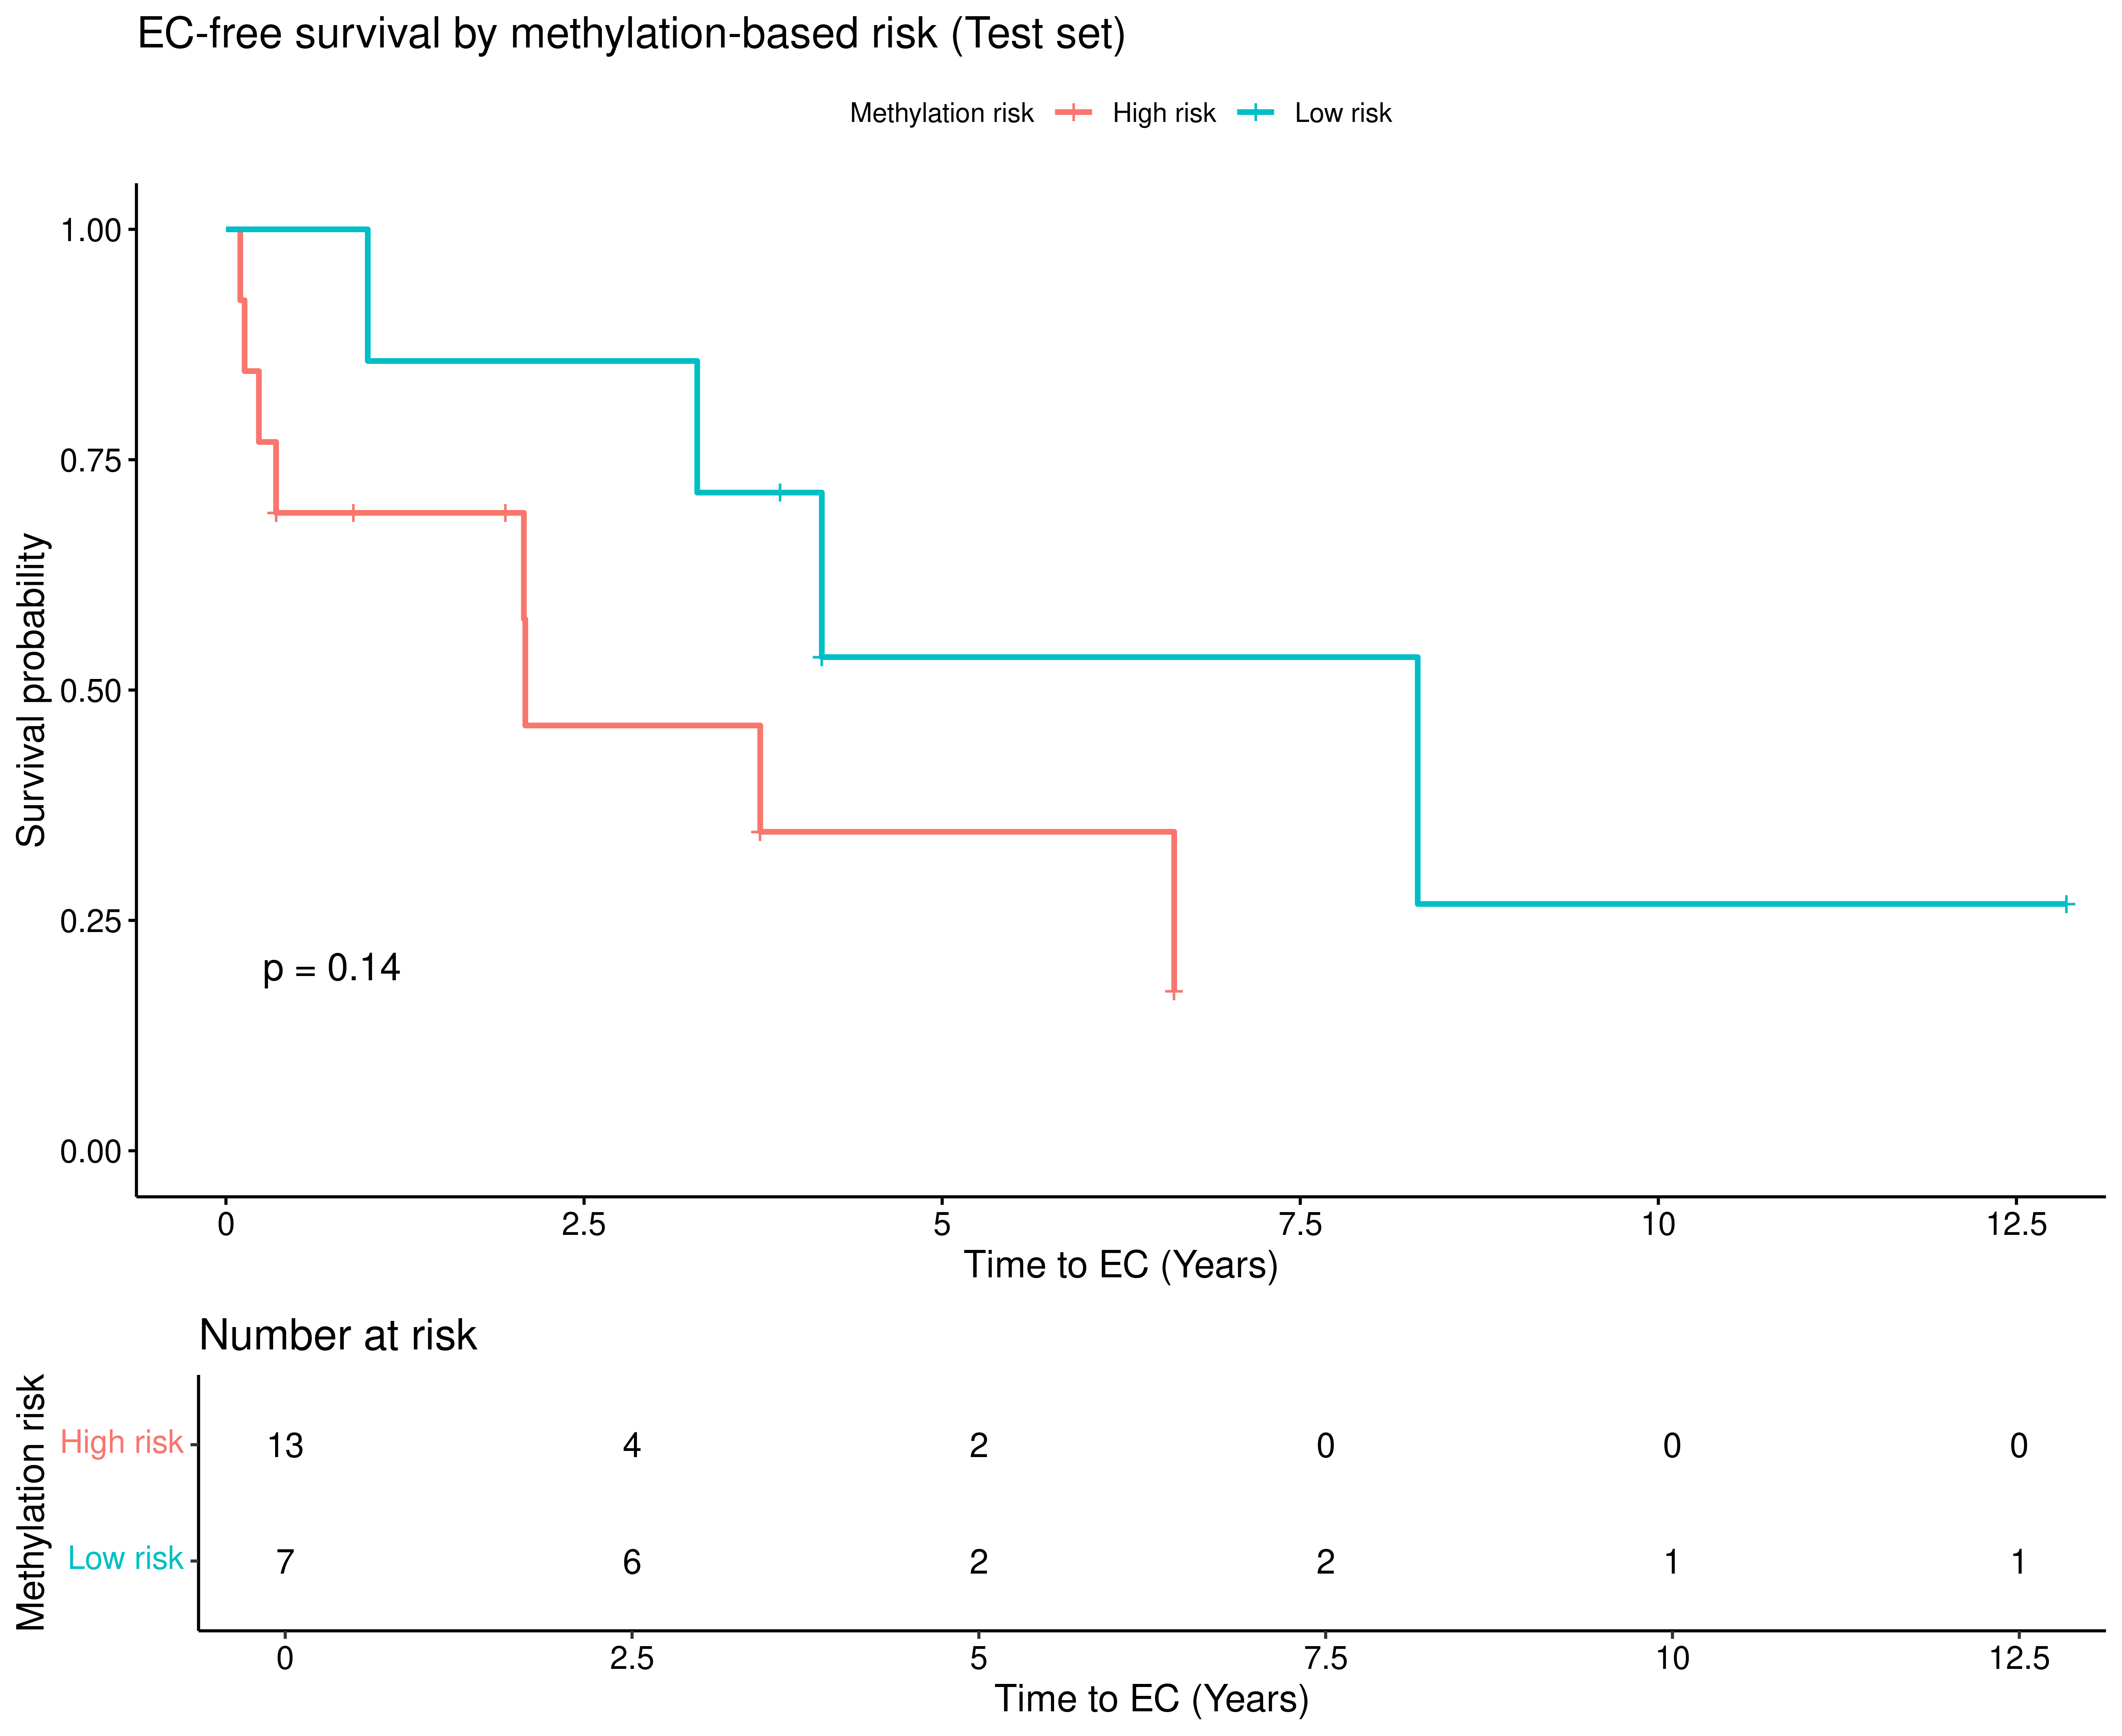 EC-free survival by methylation-based risk (Test set)
Methylation risk High risk Low risk
Survival probability
1.00
0.75
0.50
0.25
0.00
p = 0.14
0 2.5 5 7.5 10 12.5
Time to EC (Years)
Number at risk
Methylation risk
High risk 13 4 2 0 0 0
Low risk 7 6 2 2 1 1
0 2.5 5 7.5 10 12.5
Time to EC (Years)